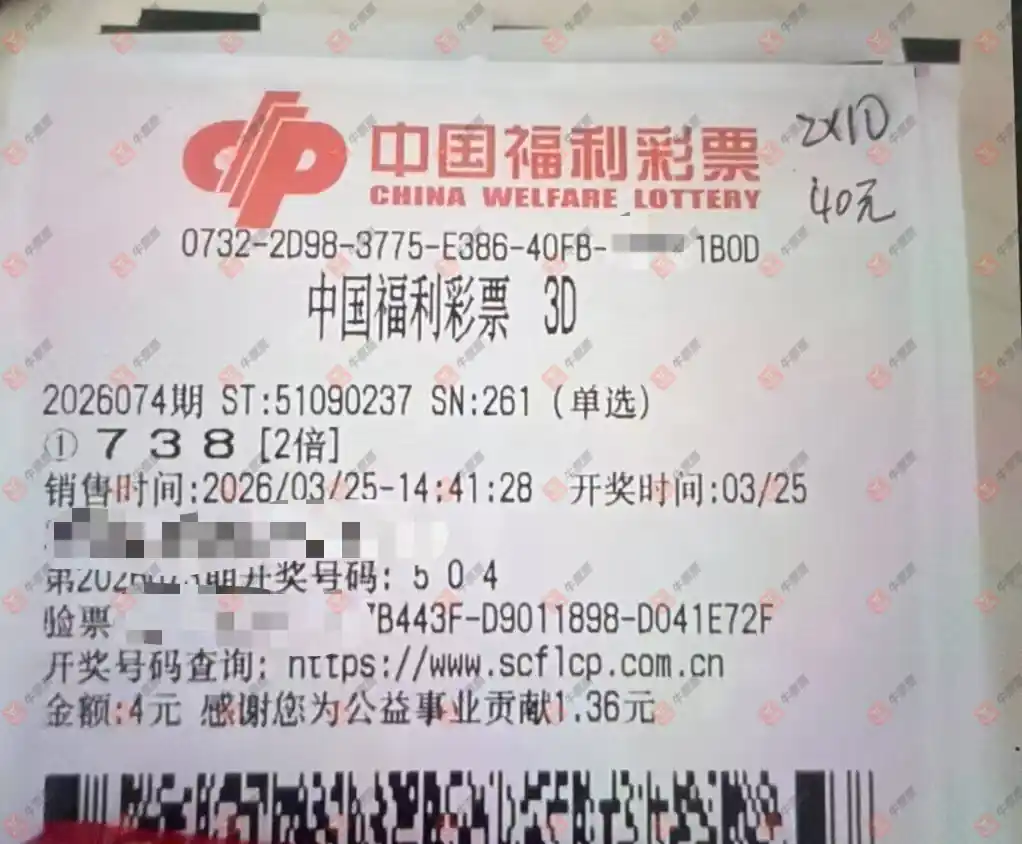 中国福利彩票
CHINA WELFARE LOTTERY
2X10
40元
0732-2D98-3775-E386-40FB- 1B0D
中国福利彩票 3D
2026074期 ST:51090237 SN:261 (单选)
① 7 3 8 [2倍]
销售时间:2026/03/25-14:41:28 开奖时间:03/25
期开奖号码: 5 0 4
验票 B443F-D9011898-D041E72F
开奖号码查询: https://www.scflcp.com.cn
金额:4元 感谢您为公益事业贡献1.36元